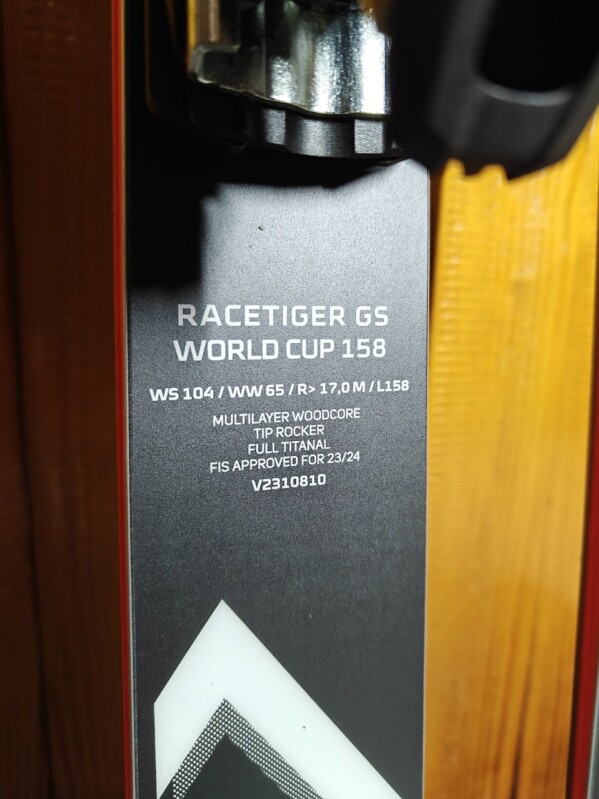 RACETIGER GS
WORLD CUP 158
WS 104 / WW 65 / R> 17,0 M / L158
MULTILAYER WOODCORE
TIP ROCKER
FULL TITANAL
FIS APPROVED FOR 23/24
V2310810